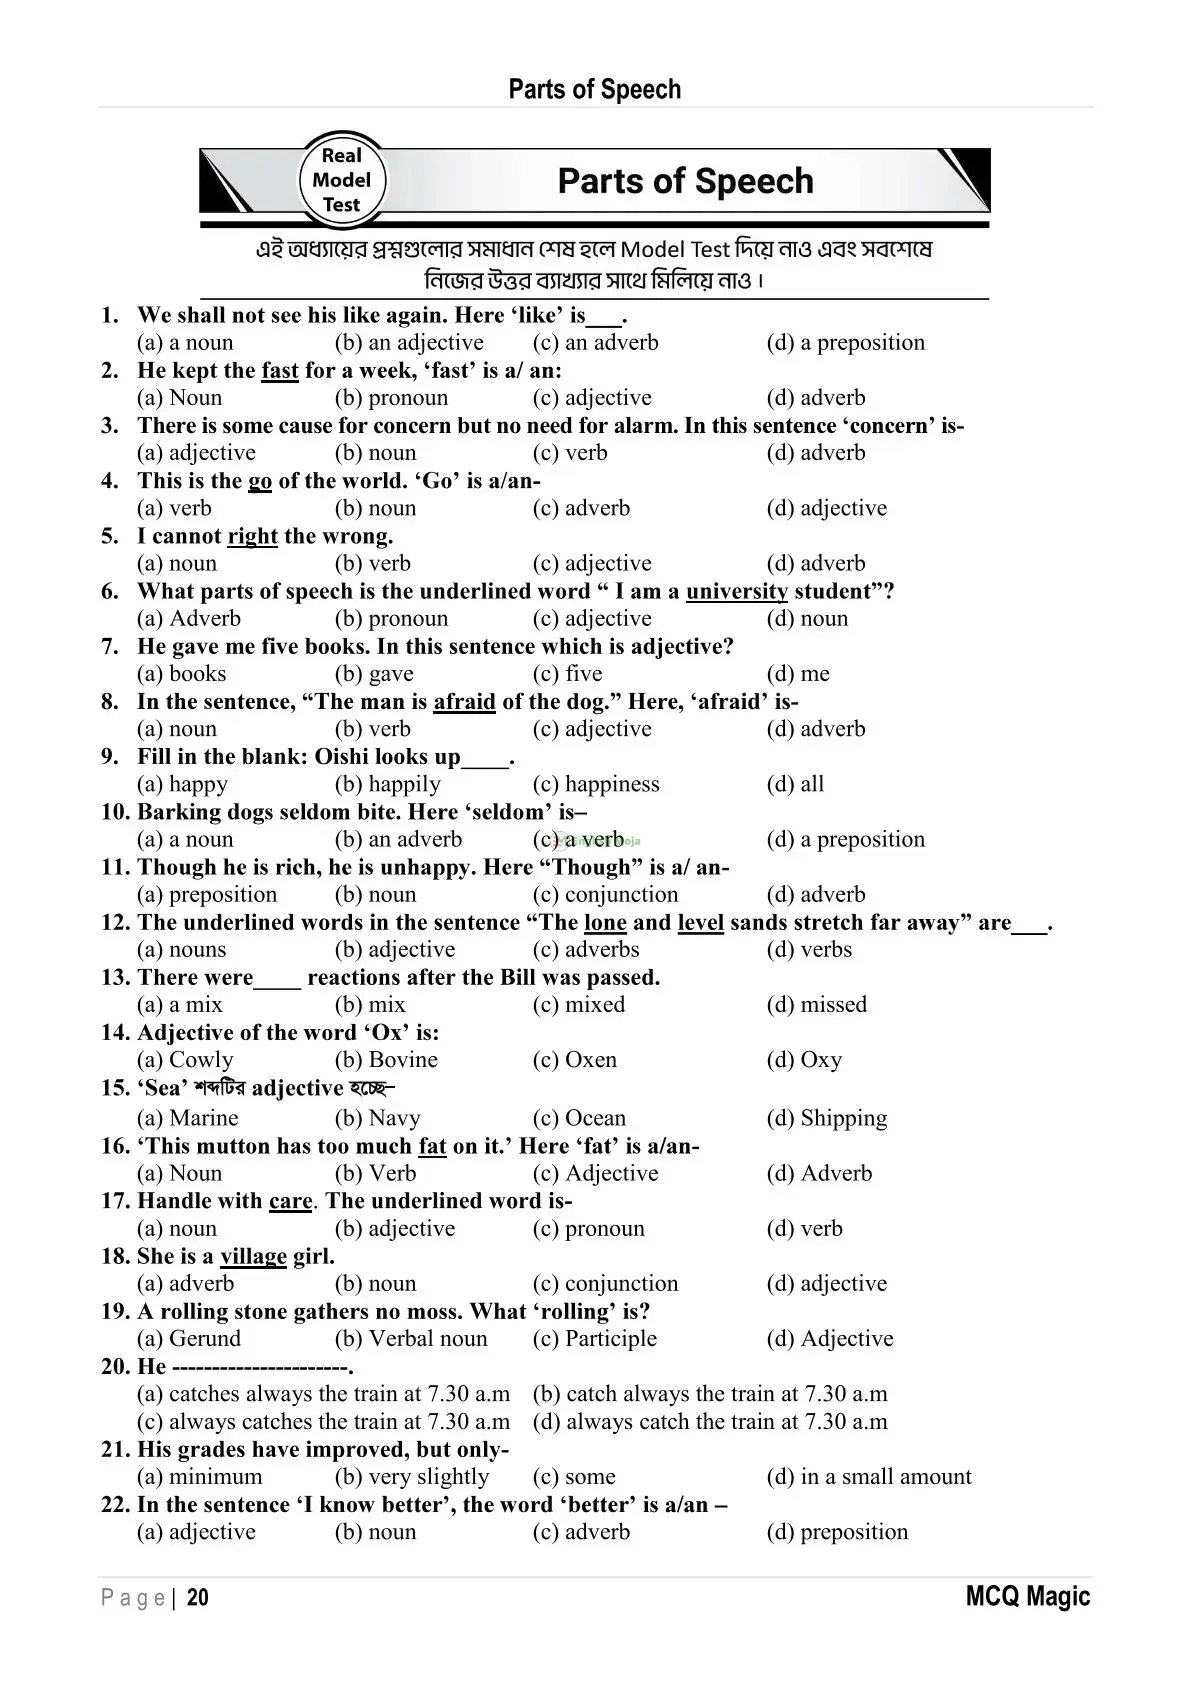 Parts of Speech
Real
Model
Test
Parts of Speech
এই অধ্যায়ের প্রশ্নগুলোর সমাধান শেষ হলে Model Test দিয়ে নাও এবং সবশেষে
নিজের উত্তর ব্যাখ্যার সাথে মিলিয়ে নাও।
1. We shall not see his like again. Here ‘like’ is___.
(a) a noun (b) an adjective (c) an adverb (d) a preposition
2. He kept the fast for a week, ‘fast’ is a/ an:
(a) Noun (b) pronoun (c) adjective (d) adverb
3. There is some cause for concern but no need for alarm. In this sentence ‘concern’ is-
(a) adjective (b) noun (c) verb (d) adverb
4. This is the go of the world. ‘Go’ is a/an-
(a) verb (b) noun (c) adverb (d) adjective
5. I cannot right the wrong.
(a) noun (b) verb (c) adjective (d) adverb
6. What parts of speech is the underlined word “ I am a university student”?
(a) Adverb (b) pronoun (c) adjective (d) noun
7. He gave me five books. In this sentence which is adjective?
(a) books (b) gave (c) five (d) me
8. In the sentence, “The man is afraid of the dog.” Here, ‘afraid’ is-
(a) noun (b) verb (c) adjective (d) adverb
9. Fill in the blank: Oishi looks up____.
(a) happy (b) happily (c) happiness (d) all
10. Barking dogs seldom bite. Here ‘seldom’ is–
(a) a noun (b) an adverb (c) a verb (d) a preposition
11. Though he is rich, he is unhappy. Here “Though” is a/ an-
(a) preposition (b) noun (c) conjunction (d) adverb
12. The underlined words in the sentence “The lone and level sands stretch far away” are___.
(a) nouns (b) adjective (c) adverbs (d) verbs
13. There were____ reactions after the Bill was passed.
(a) a mix (b) mix (c) mixed (d) missed
14. Adjective of the word ‘Ox’ is:
(a) Cowly (b) Bovine (c) Oxen (d) Oxy
15. ‘Sea’ শব্দটির adjective হচ্ছে–
(a) Marine (b) Navy (c) Ocean (d) Shipping
16. ‘This mutton has too much fat on it.’ Here ‘fat’ is a/an-
(a) Noun (b) Verb (c) Adjective (d) Adverb
17. Handle with care. The underlined word is-
(a) noun (b) adjective (c) pronoun (d) verb
18. She is a village girl.
(a) adverb (b) noun (c) conjunction (d) adjective
19. A rolling stone gathers no moss. What ‘rolling’ is?
(a) Gerund (b) Verbal noun (c) Participle (d) Adjective
20. He ----------------------.
(a) catches always the train at 7.30 a.m (b) catch always the train at 7.30 a.m
(c) always catches the train at 7.30 a.m (d) always catch the train at 7.30 a.m
21. His grades have improved, but only-
(a) minimum (b) very slightly (c) some (d) in a small amount
22. In the sentence ‘I know better’, the word ‘better’ is a/an –
(a) adjective (b) noun (c) adverb (d) preposition
Page| 20 MCQ Magic